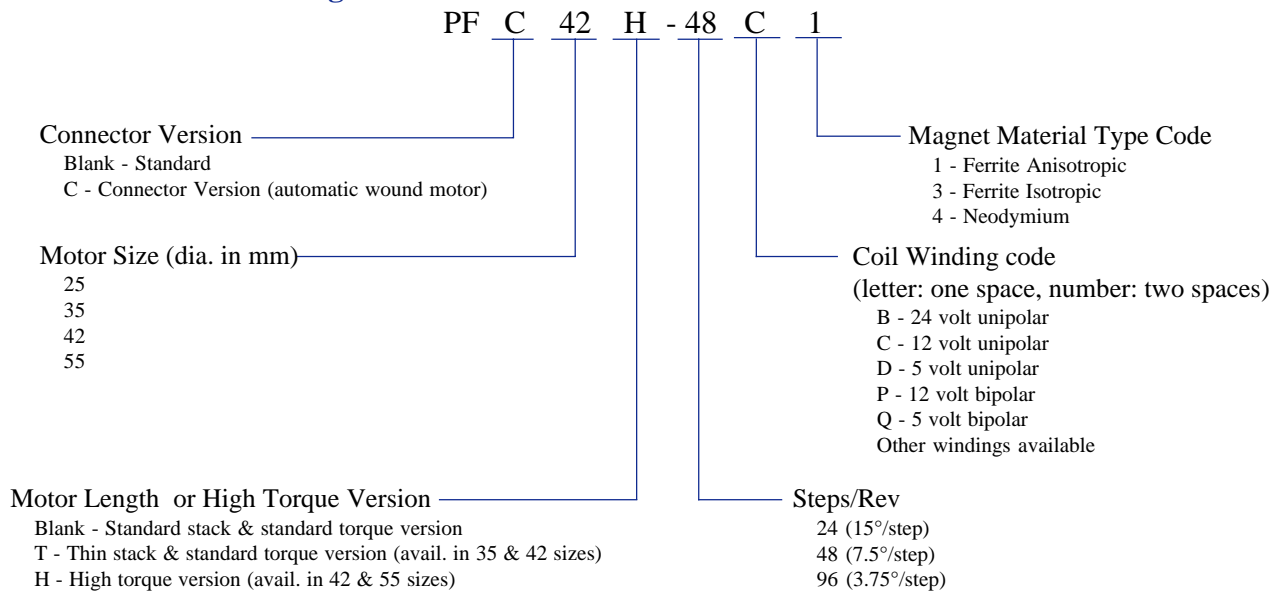 PF C 42 H - 48 C 1
Connector Version
Blank - Standard
C - Connector Version (automatic wound motor)
Motor Size (dia. in mm)
25
35
42
55
Motor Length or High Torque Version
Blank - Standard stack & standard torque version
T - Thin stack & standard torque version (avail. in 35 & 42 sizes)
H - High torque version (avail. in 42 & 55 sizes)
Magnet Material Type Code
1 - Ferrite Anisotropic
3 - Ferrite Isotropic
4 - Neodymium
Coil Winding code
(letter: one space, number: two spaces)
B - 24 volt unipolar
C - 12 volt unipolar
D - 5 volt unipolar
P - 12 volt bipolar
Q - 5 volt bipolar
Other windings available
Steps/Rev
24 (15°/step)
48 (7.5°/step)
96 (3.75°/step)